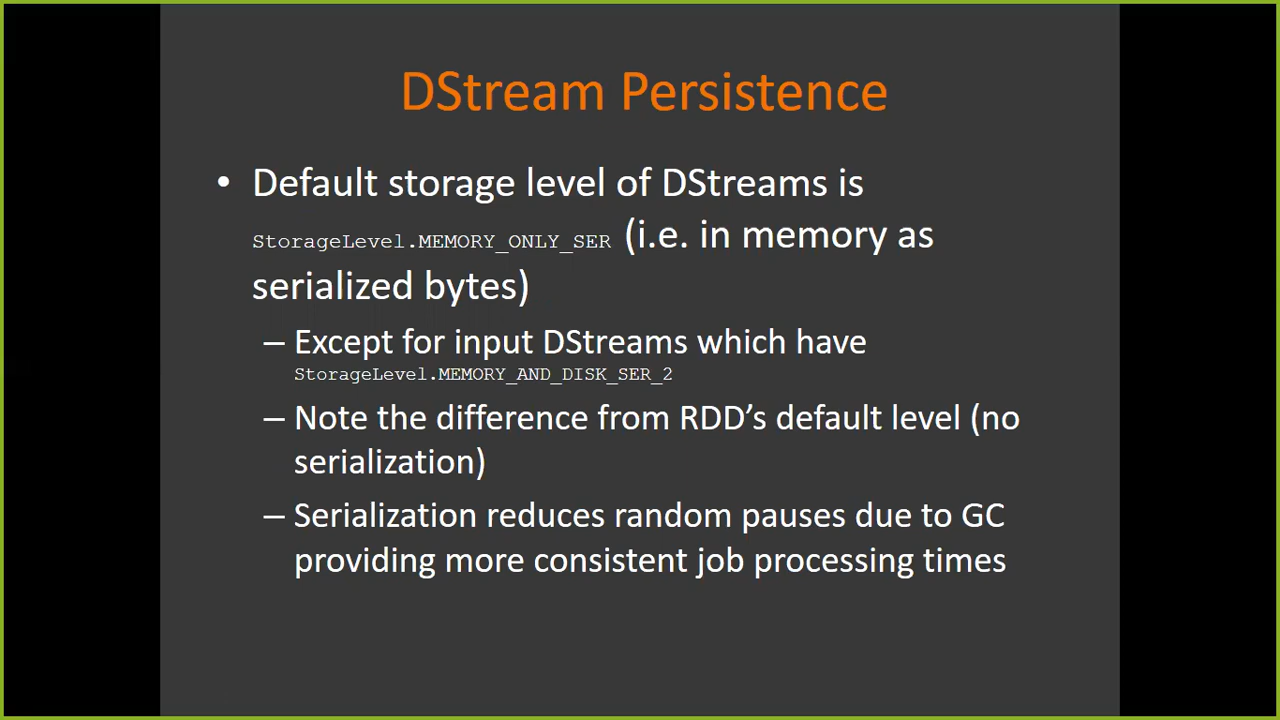 DStream Persistence
• Default storage level of DStreams is
StorageLevel.MEMORY_ONLY_SER (i.e. in memory as
serialized bytes)
– Except for input DStreams which have
StorageLevel.MEMORY_AND_DISK_SER_2
– Note the difference from RDD’s default level (no
serialization)
– Serialization reduces random pauses due to GC
providing more consistent job processing times